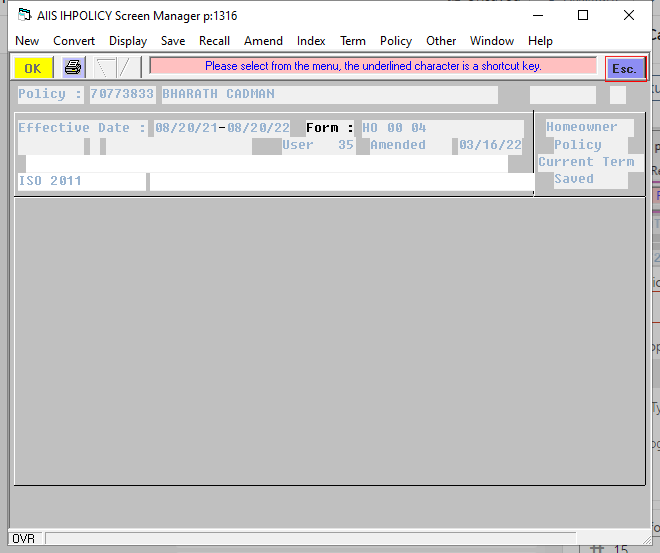 AIIS IHPOLICY Screen Manager p:1316
New Convert Display Save Recall Amend Index Term Policy Other Window Help
OK Please select from the menu, the underlined character is a shortcut key. Esc.
Policy : 70773833 BHARATH CADMAN
Effective Date : 08/20/21-08/20/22 Form : HO 00 04 Homeowner
User 35 Amended 03/16/22 Policy
Current Term
ISO 2011 Saved
OVR
15